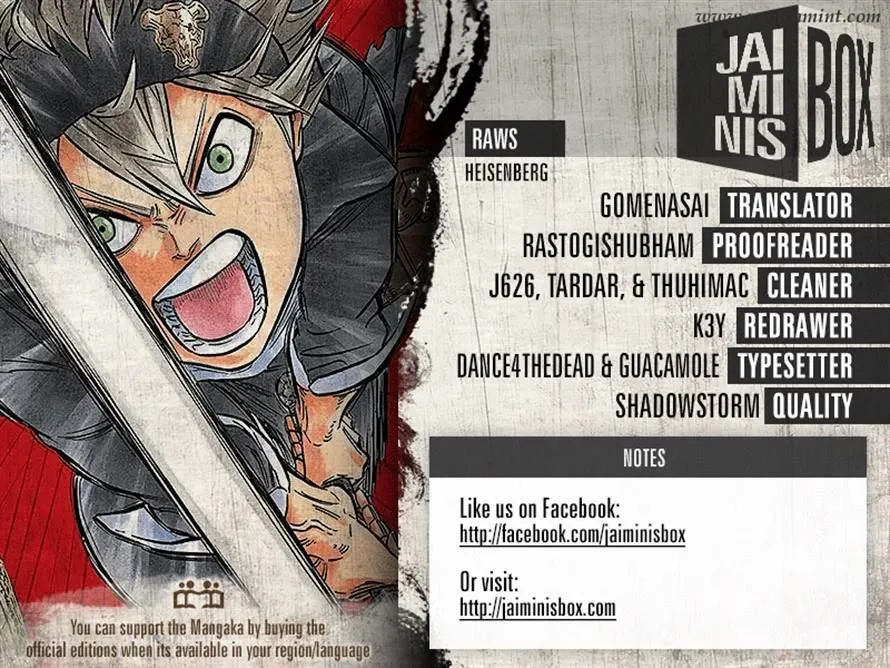 JAI
MI
NIS
BOX
RAWS
HEISENBERG
GOMENASAI TRANSLATOR
RASTOGISHUBHAM PROOFREADER
J626, TARDAR, & THUHIMAC CLEANER
K3Y REDRAWER
DANCE4THEDEAD & GUACAMOLE TYPESETTER
SHADOWSTORM QUALITY
NOTES
Like us on Facebook:
http://facebook.com/jaiminisbox
Or visit:
http://jaiminisbox.com
You can support the Mangaka by buying the
official editions when its available in your region/language